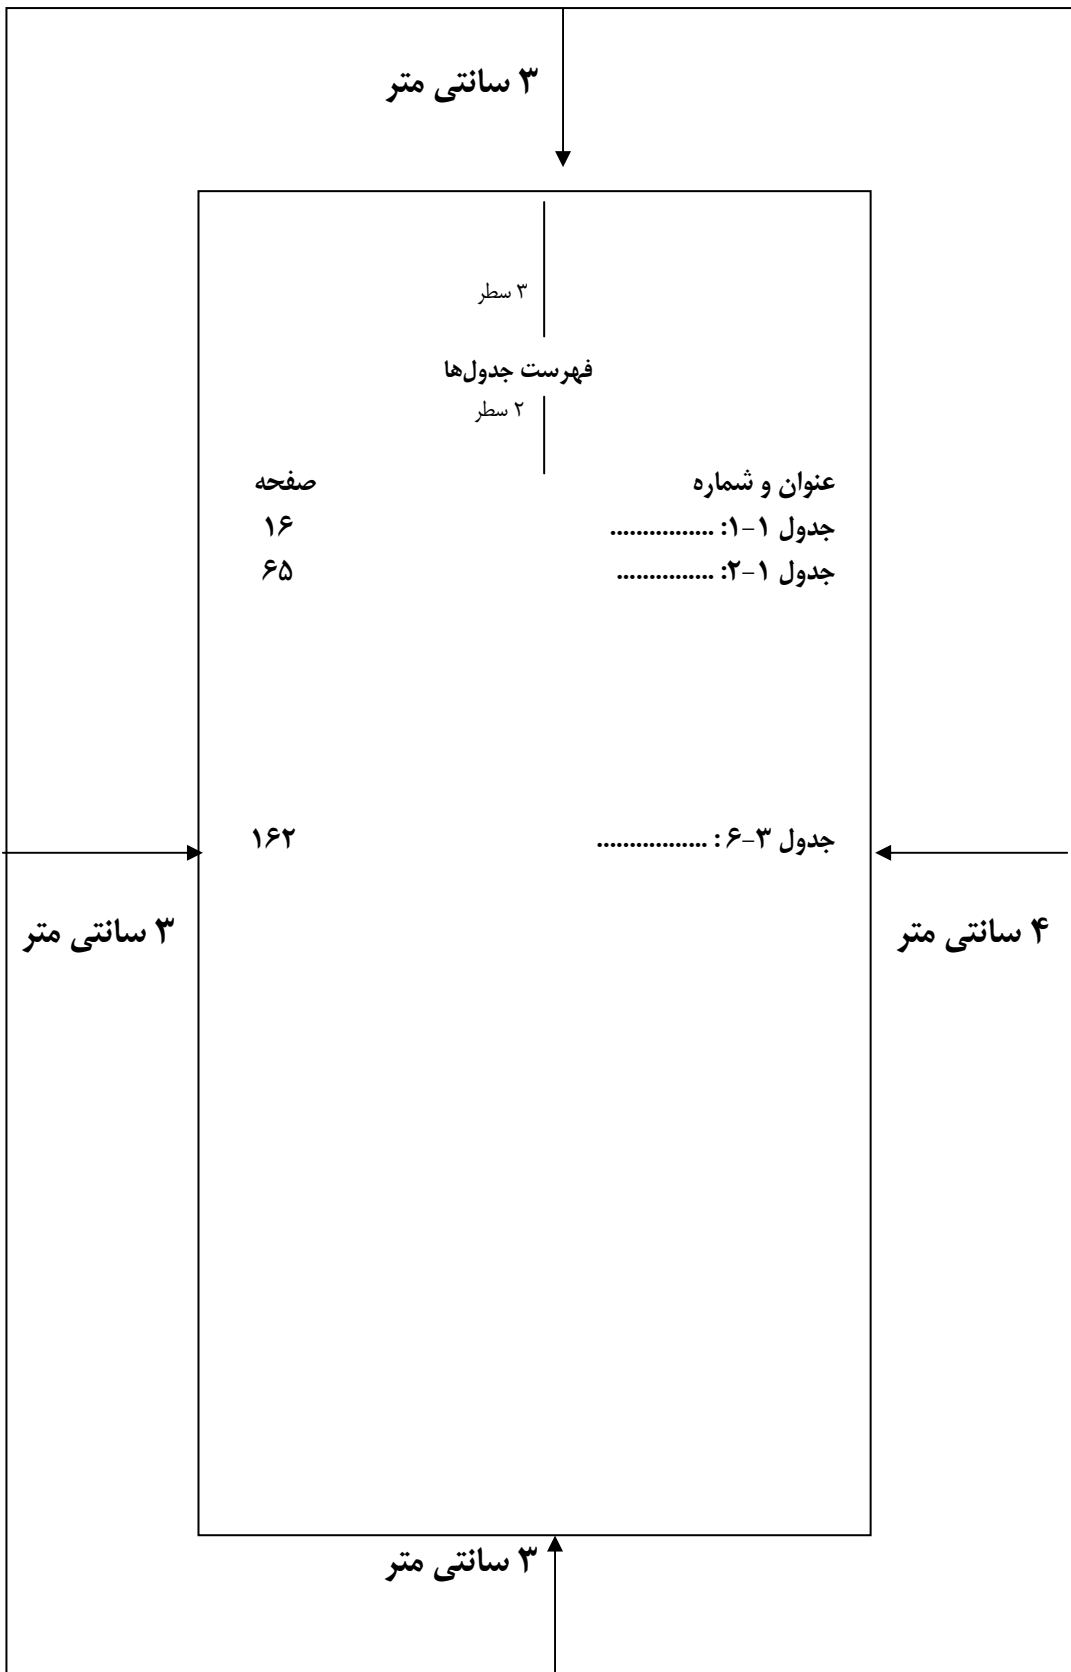 ۳ سانتی متر
۳ سطر
فهرست جدول‌ها
۲ سطر
عنوان و شماره صفحه
جدول ۱-۱: ................ ۱۶
جدول ۱-۲: ............... ۶۵
جدول ۳-۶ : ................. ۱۶۲
۴ سانتی متر ۳ سانتی متر
۳ سانتی متر